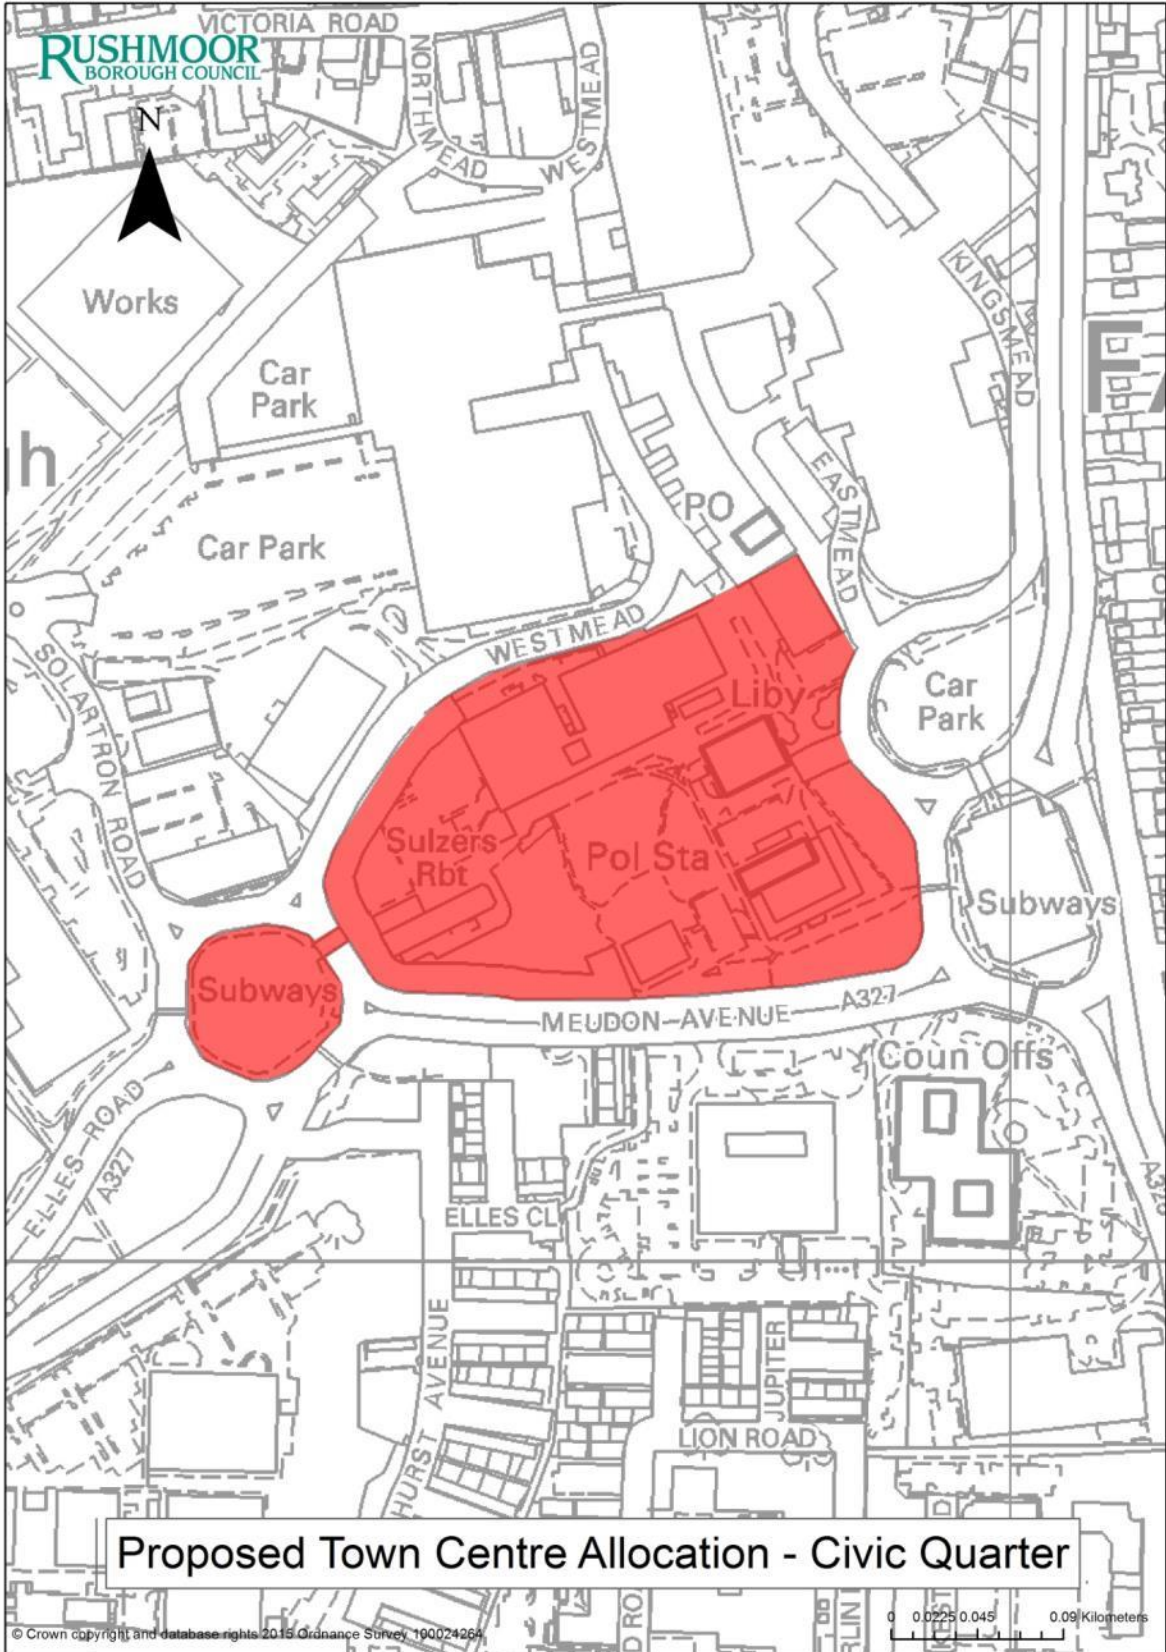 VICTORIA ROAD
RUSHMOOR
BOROUGH COUNCIL
N
NORTHMEAD
WESTMEAD
WESTMEAD
KINGSMEAD
Works
Car
Park
h
Car Park
PO
EASTMEAD
WESTMEAD
SOLARTRON ROAD
Liby
Car
Park
Sulzers
Rbt
Pol Sta
Subways
Subways
MEUDON AVENUE
A327
Coun Offs
ELLES ROAD
A327
ELLES CL
AVENUE
JUPITER
LION ROAD
Proposed Town Centre Allocation - Civic Quarter
0 0.0225 0.045 0.09 Kilometers
© Crown copyright and database rights 2015 Ordnance Survey 100024264